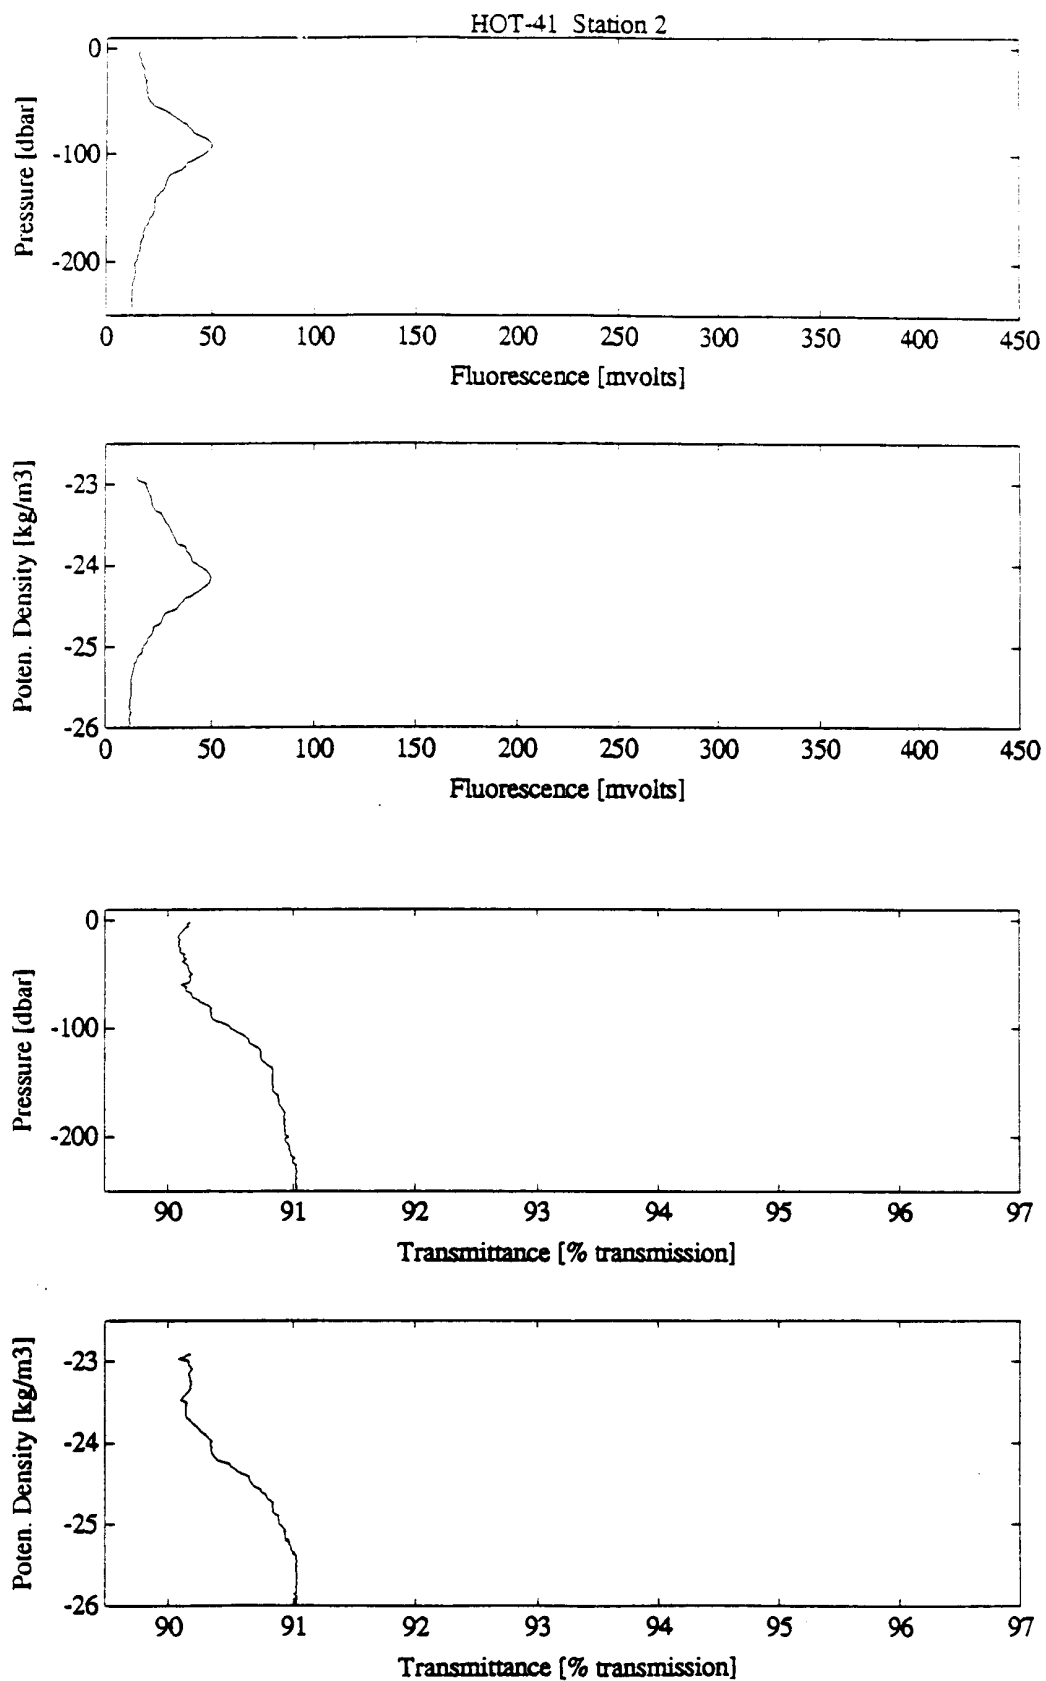 HOT-41 Station 2
0
-100
-200
Pressure [dbar]
0 50 100 150 200 250 300 350 400 450
Fluorescence [mvolts]
-23
-24
-25
-26
Poten. Density [kg/m3]
0 50 100 150 200 250 300 350 400 450
Fluorescence [mvolts]
0
-100
-200
Pressure [dbar]
90 91 92 93 94 95 96 97
Transmittance [% transmission]
-23
-24
-25
-26
Poten. Density [kg/m3]
90 91 92 93 94 95 96 97
Transmittance [% transmission]